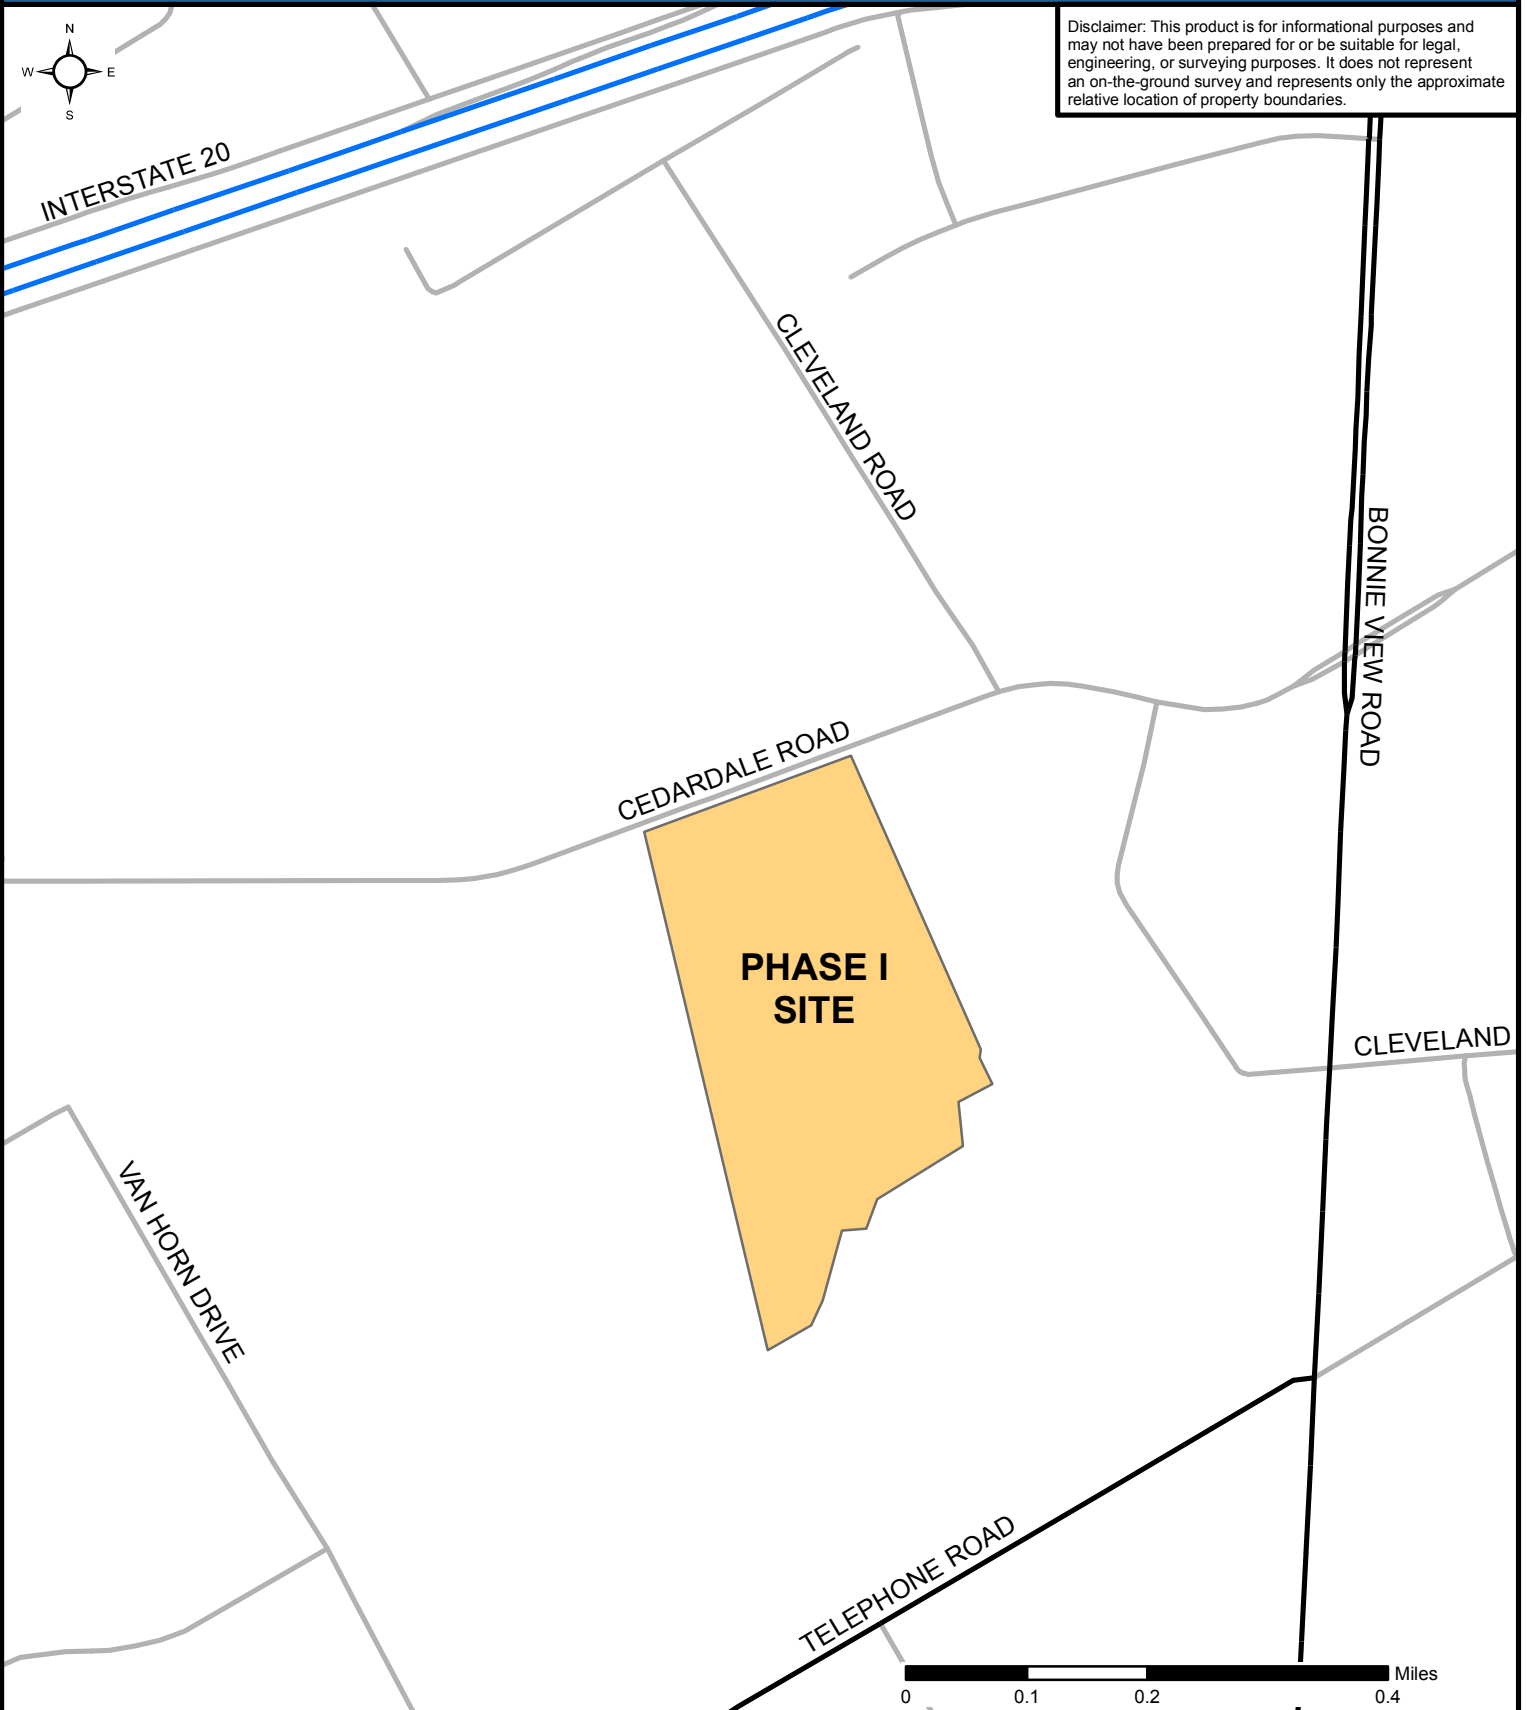 N
W
E
S
Disclaimer: This product is for informational purposes and
may not have been prepared for or be suitable for legal,
engineering, or surveying purposes. It does not represent
an on-the-ground survey and represents only the approximate
relative location of property boundaries.
INTERSTATE 20
CLEVELAND ROAD
BONNIE VIEW ROAD
CEDARDALE ROAD
PHASE I
SITE
CLEVELAND
VAN HORN DRIVE
TELEPHONE ROAD
Miles
0
0.1
0.2
0.4